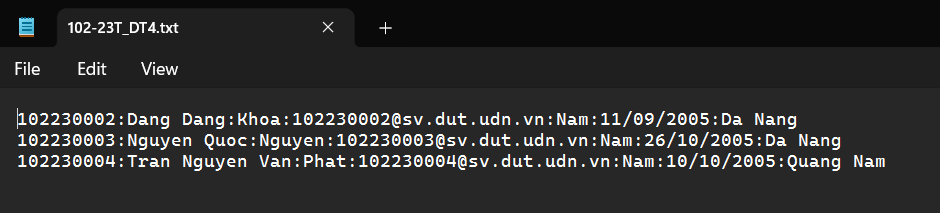 102-23T_DT4.txt
File Edit View
102230002:Dang Dang:Khoa:102230002@sv.dut.udn.vn:Nam:11/09/2005:Da Nang
102230003:Nguyen Quoc:Nguyen:102230003@sv.dut.udn.vn:Nam:26/10/2005:Da Nang
102230004:Tran Nguyen Van:Phat:102230004@sv.dut.udn.vn:Nam:10/10/2005:Quang Nam